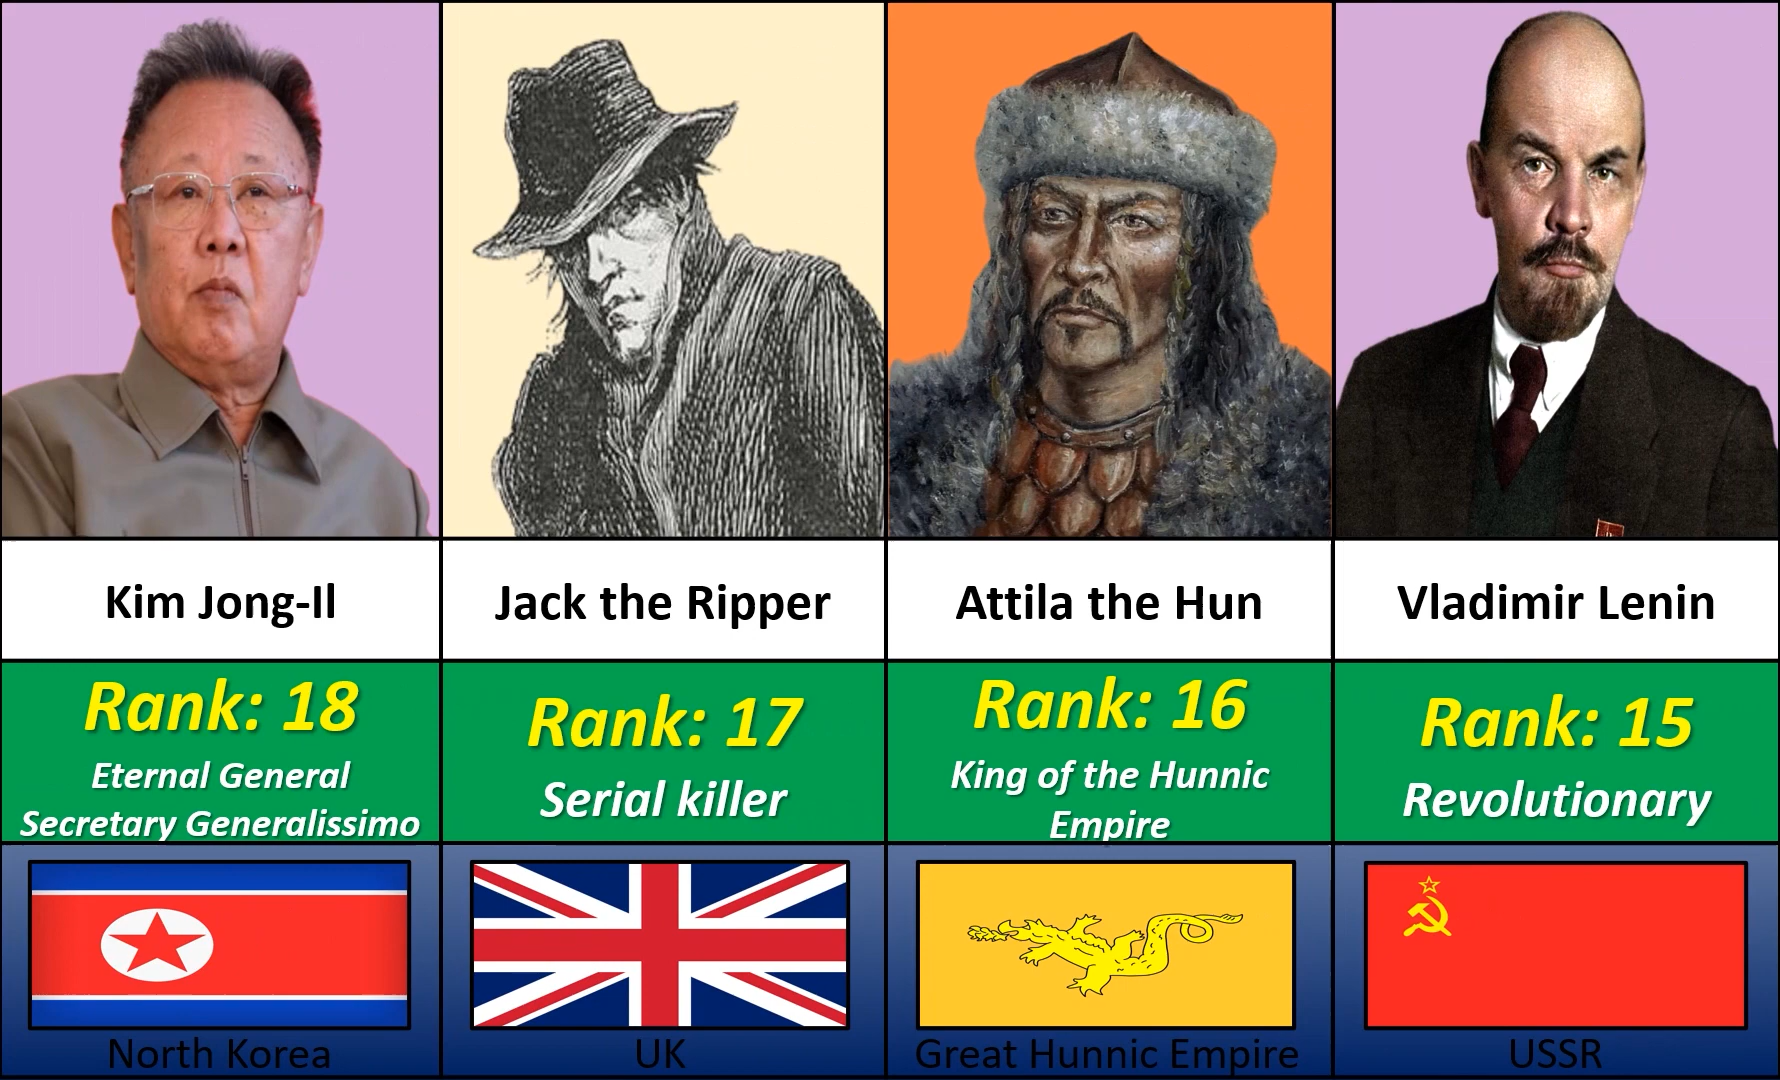 Kim Jong-Il
Jack the Ripper
Attila the Hun
Vladimir Lenin
Rank: 18
Eternal General
Secretary Generalissimo
Rank: 17
Serial killer
Rank: 16
King of the Hunnic
Empire
Rank: 15
Revolutionary
North Korea
UK
Great Hunnic Empire
USSR